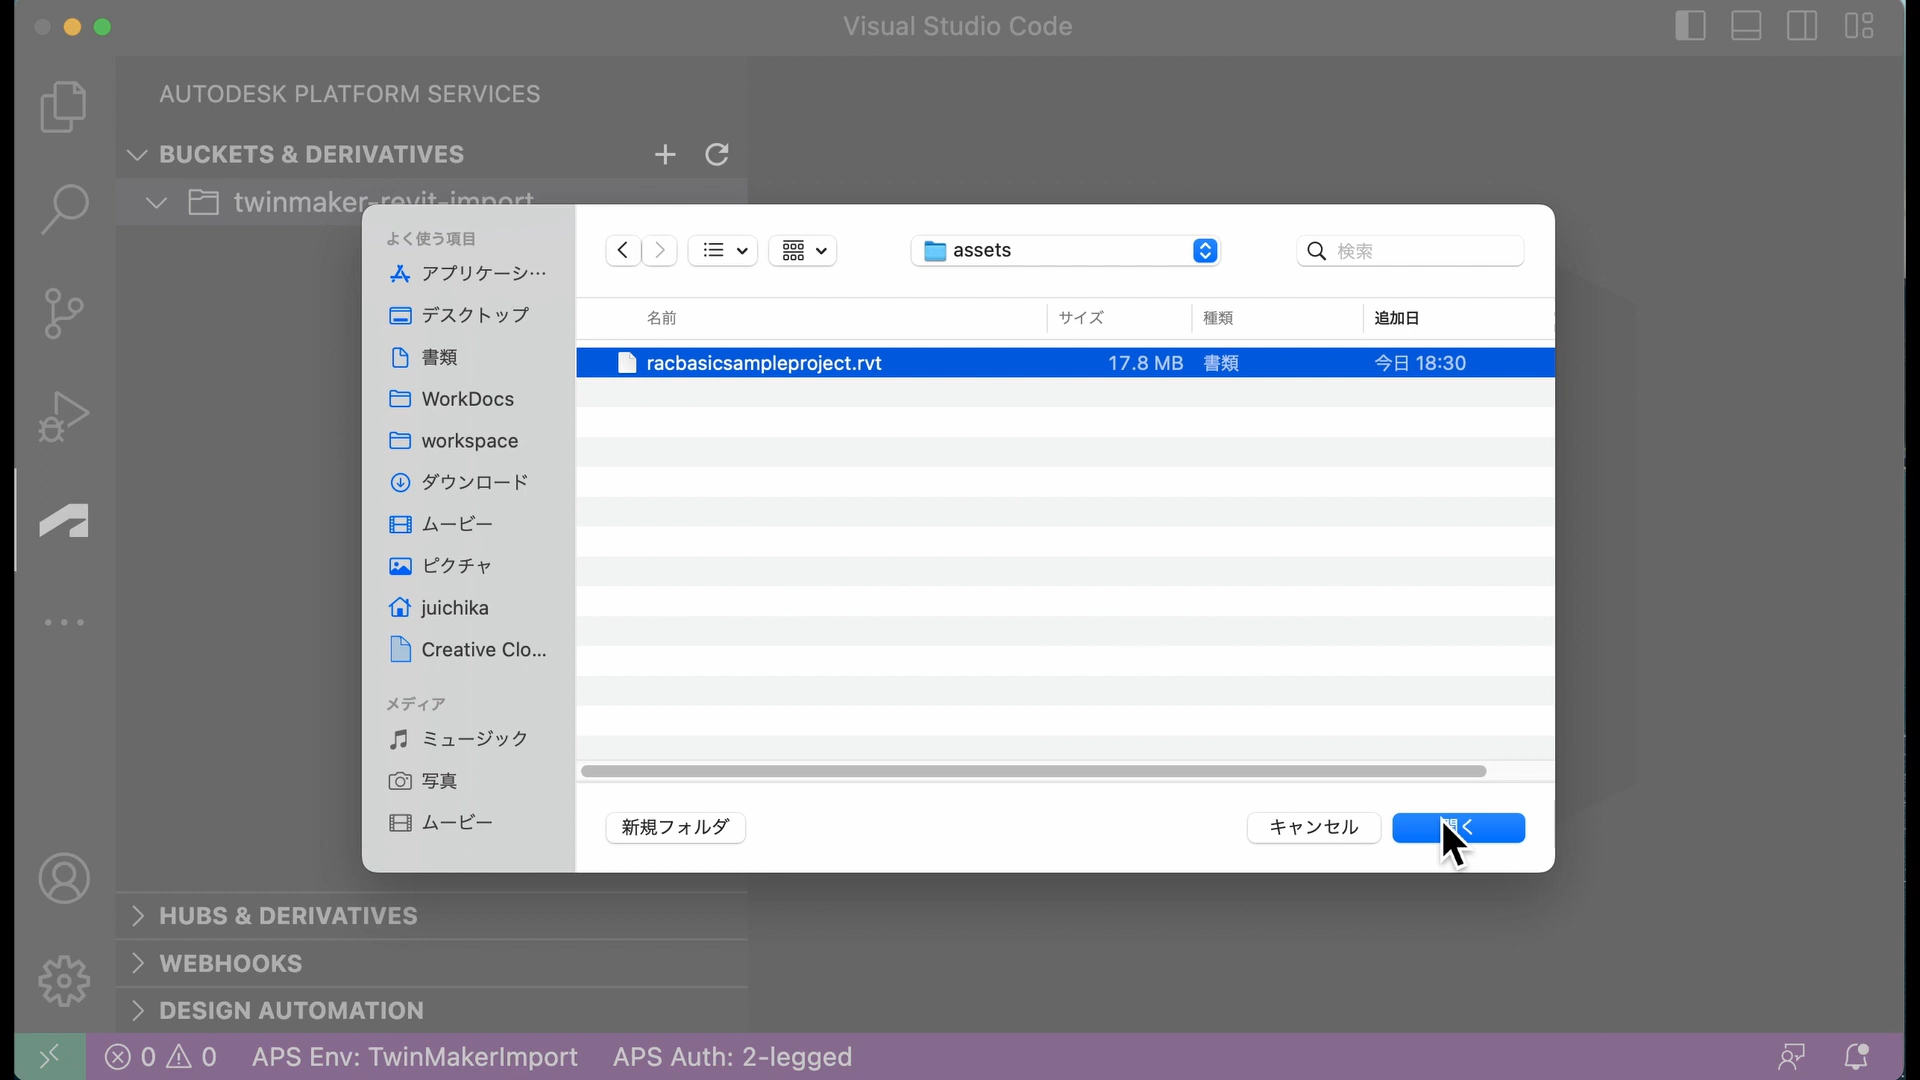 Visual Studio Code
AUTODESK PLATFORM SERVICES
BUCKETS & DERIVATIVES
twinmaker-revit-import
よく使う項目
アプリケーシ…
デスクトップ
書類
WorkDocs
workspace
ダウンロード
ムービー
ピクチャ
juichika
Creative Clo...
メディア
ミュージック
写真
ムービー
assets
検索
名前 サイズ 種類 追加日
racbasicsampleproject.rvt 17.8 MB 書類 今日 18:30
新規フォルダ
キャンセル
開く
HUBS & DERIVATIVES
WEBHOOKS
DESIGN AUTOMATION
0 0 APS Env: TwinMakerImport APS Auth: 2-legged